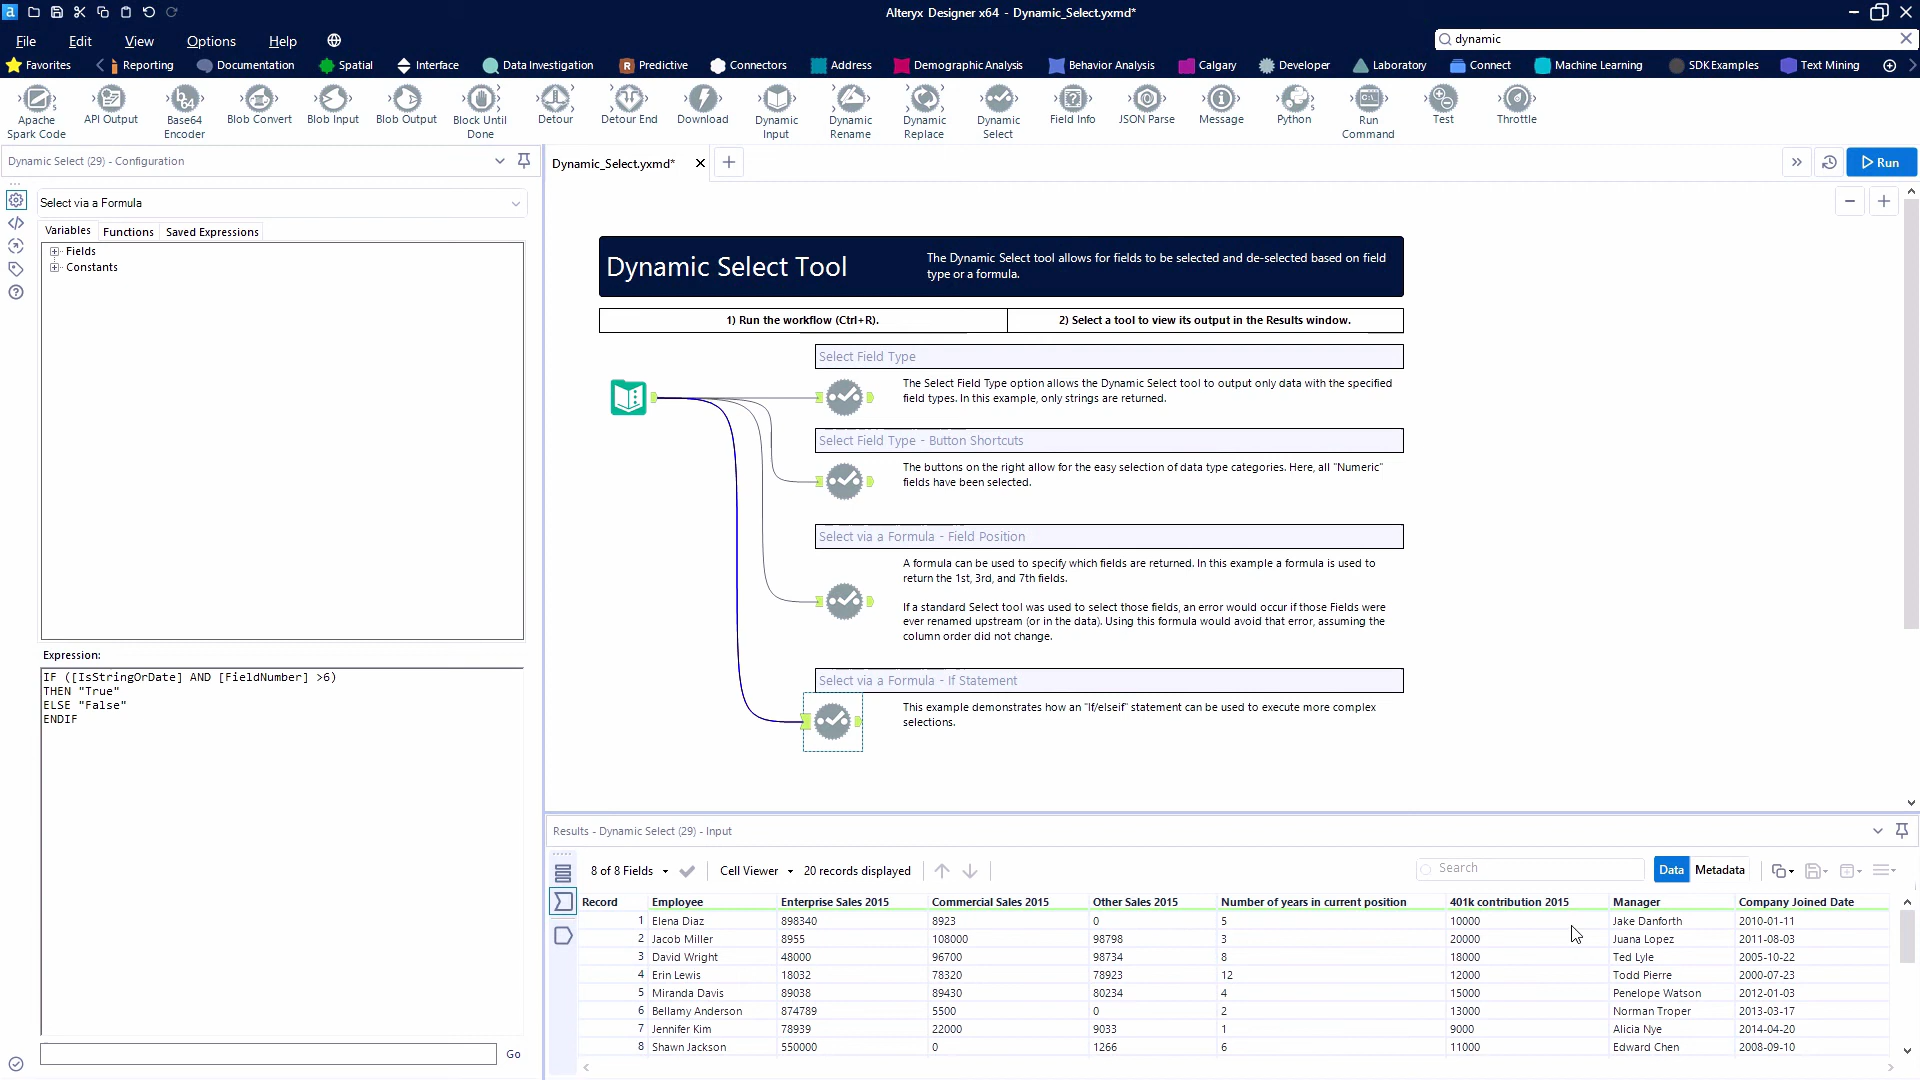 Alteryx Designer x64 - Dynamic_Select.yxmd*
File Edit View Options Help
dynamic
Favorites Reporting Documentation Spatial Interface Data Investigation Predictive Connectors Address Demographic Analysis Behavior Analysis Calgary Developer Laboratory Connect Machine Learning SDK Examples Text Mining
Apache Spark Code
API Output
Base64 Encoder
Blob Convert
Blob Input
Blob Output
Block Until Done
Detour
Detour End
Download
Dynamic Input
Dynamic Rename
Dynamic Replace
Dynamic Select
Field Info
JSON Parse
Message
Python
Run Command
Test
Throttle
Dynamic Select (29) - Configuration
Select via a Formula
Variables Functions Saved Expressions
Fields
Constants
Expression:
IF ([IsStringOrDate] AND [FieldNumber] >6)
THEN "True"
ELSE "False"
ENDIF
Go
Dynamic_Select.yxmd*
Run
Dynamic Select Tool
The Dynamic Select tool allows for fields to be selected and de-selected based on field
type or a formula.
1) Run the workflow (Ctrl+R).
2) Select a tool to view its output in the Results window.
Select Field Type
The Select Field Type option allows the Dynamic Select tool to output only data with the specified
field types. In this example, only strings are returned.
Select Field Type - Button Shortcuts
The buttons on the right allow for the easy selection of data type categories. Here, all "Numeric"
fields have been selected.
Select via a Formula - Field Position
A formula can be used to specify which fields are returned. In this example a formula is used to
return the 1st, 3rd, and 7th fields.
If a standard Select tool was used to select those fields, an error would occur if those Fields were
ever renamed upstream (or in the data). Using this formula would avoid that error, assuming the
column order did not change.
Select via a Formula - If Statement
This example demonstrates how an "If/elseif" statement can be used to execute more complex
selections.
Results - Dynamic Select (29) - Input
8 of 8 Fields Cell Viewer 20 records displayed Search Data Metadata
Record Employee Enterprise Sales 2015 Commercial Sales 2015 Other Sales 2015 Number of years in current position 401k contribution 2015 Manager Company Joined Date
1 Elena Diaz 898340 8923 0 5 10000 Jake Danforth 2010-01-11
2 Jacob Miller 8955 108000 98798 3 20000 Juana Lopez 2011-08-03
3 David Wright 48000 96700 98734 8 18000 Ted Lyle 2005-10-22
4 Erin Lewis 18032 78320 78923 12 12000 Todd Pierre 2000-07-23
5 Miranda Davis 89038 89430 80234 4 15000 Penelope Watson 2012-01-03
6 Bellamy Anderson 874789 5500 0 2 13000 Norman Troper 2013-03-17
7 Jennifer Kim 78939 22000 9033 1 9000 Alicia Nye 2014-04-20
8 Shawn Jackson 550000 0 1266 6 11000 Edward Chen 2008-09-10